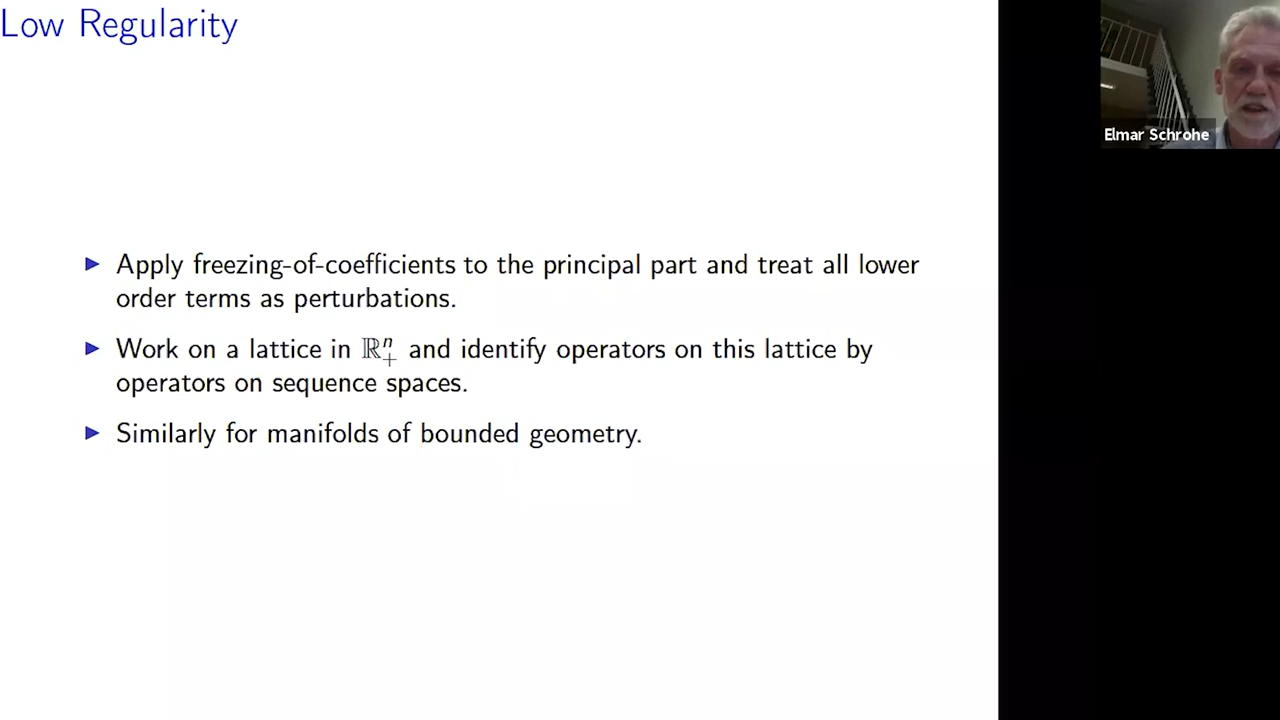 Low Regularity
▶ Apply freezing-of-coefficients to the principal part and treat all lower
order terms as perturbations.
▶ Work on a lattice in ℝⁿ₊ and identify operators on this lattice by
operators on sequence spaces.
▶ Similarly for manifolds of bounded geometry.
Elmar Schrohe